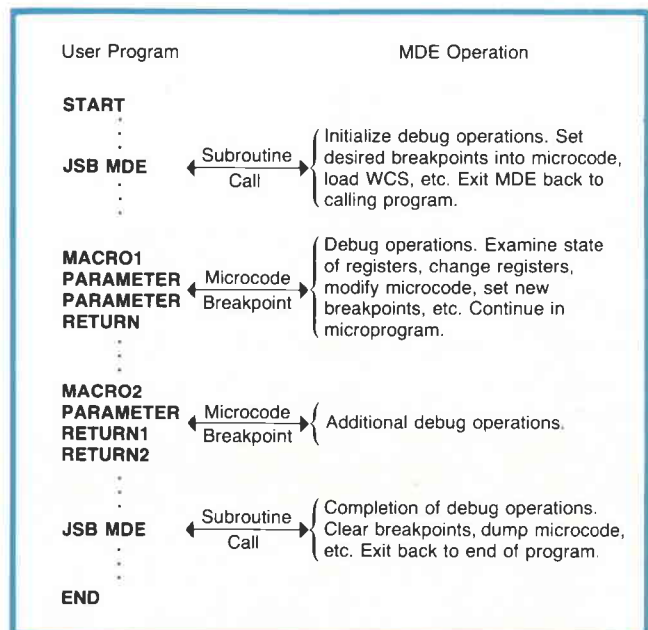 User Program MDE Operation
START
JSB MDE
Subroutine
Call
Initialize debug operations. Set
desired breakpoints into microcode,
load WCS, etc. Exit MDE back to
calling program.
MACRO1
PARAMETER
PARAMETER
RETURN
Microcode
Breakpoint
Debug operations. Examine state
of registers, change registers,
modify microcode, set new
breakpoints, etc. Continue in
microprogram.
MACRO2
PARAMETER
RETURN1
RETURN2
Microcode
Breakpoint
Additional debug operations.
JSB MDE
Subroutine
Call
Completion of debug operations.
Clear breakpoints, dump microcode,
etc. Exit back to end of program.
END